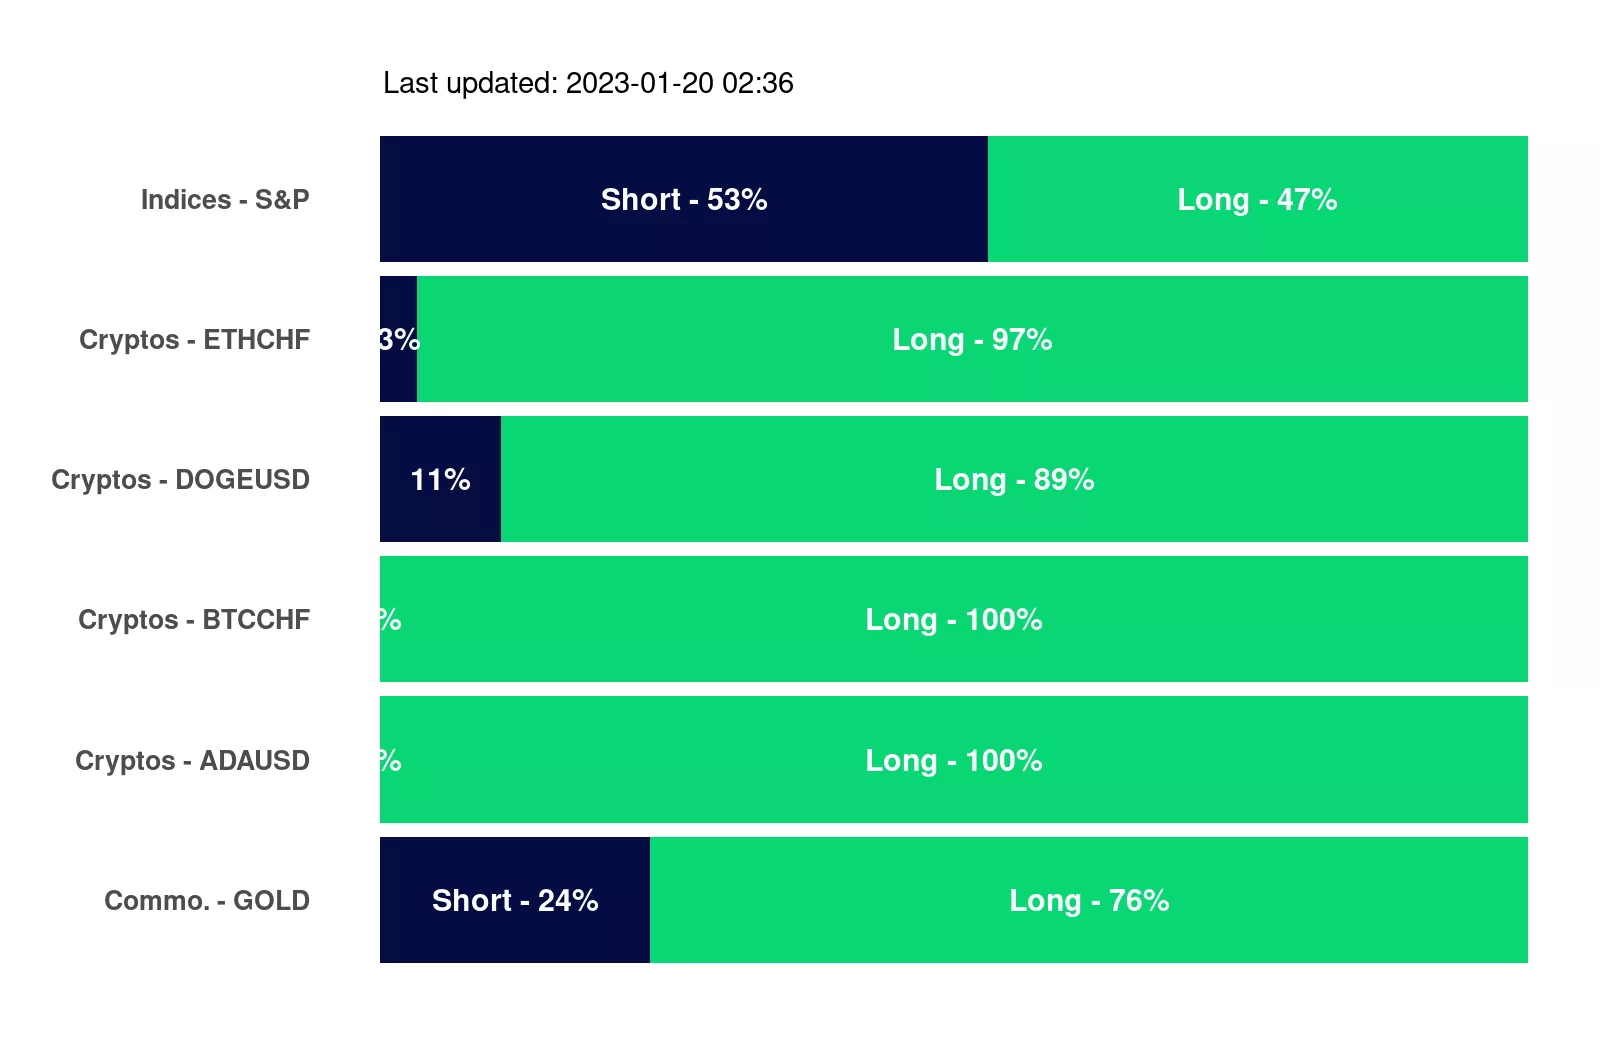 Last updated: 2023-01-20 02:36
Indices - S&P Short - 53% Long - 47%
Cryptos - ETHCHF 3% Long - 97%
Cryptos - DOGEUSD 11% Long - 89%
Cryptos - BTCCHF % Long - 100%
Cryptos - ADAUSD % Long - 100%
Commo. - GOLD Short - 24% Long - 76%